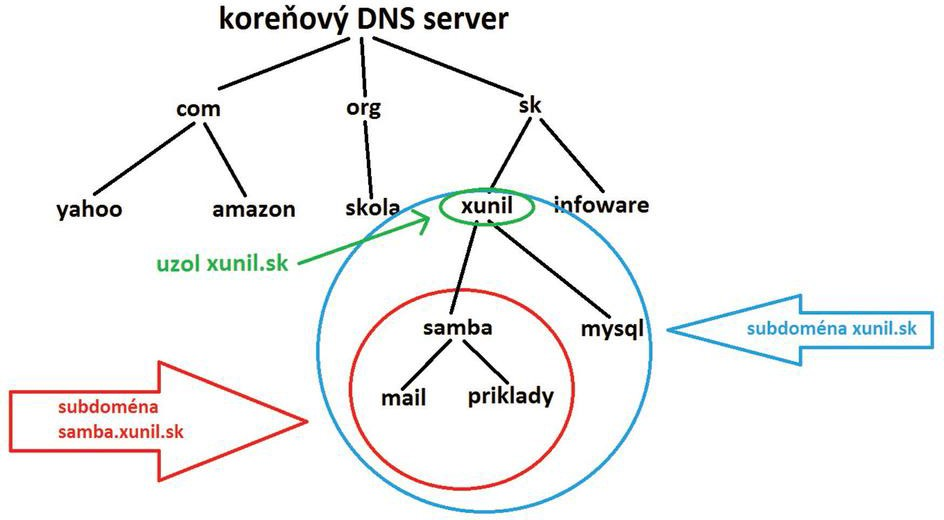 koreňový DNS server
com
org
sk
yahoo
amazon
skola
xunil
infoware
uzol xunil.sk
samba
mysql
subdoména xunil.sk
mail
priklady
subdoména
samba.xunil.sk